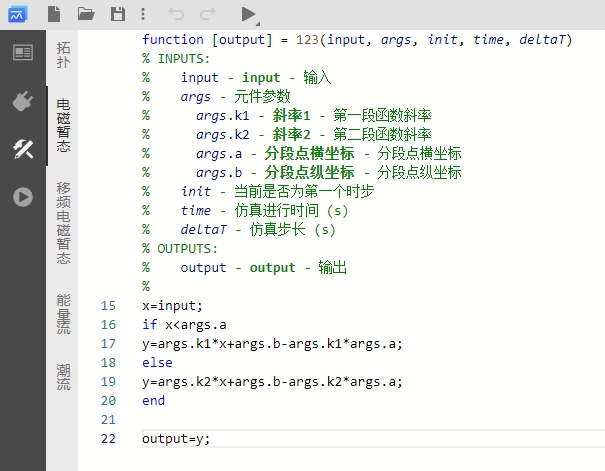 拓扑
电磁暂态
移频电磁暂态
能量流
潮流
function [output] = 123(input, args, init, time, deltaT)
% INPUTS:
%    input - input - 输入
%    args - 元件参数
%      args.k1 - 斜率1 - 第一段函数斜率
%      args.k2 - 斜率2 - 第二段函数斜率
%      args.a - 分段点横坐标 - 分段点横坐标
%      args.b - 分段点纵坐标 - 分段点纵坐标
%    init - 当前是否为第一个时步
%    time - 仿真进行时间 (s)
%    deltaT - 仿真步长 (s)
% OUTPUTS:
%    output - output - 输出
%
15 x=input;
16 if x<args.a
17 y=args.k1*x+args.b-args.k1*args.a;
18 else
19 y=args.k2*x+args.b-args.k2*args.a;
20 end
21
22 output=y;